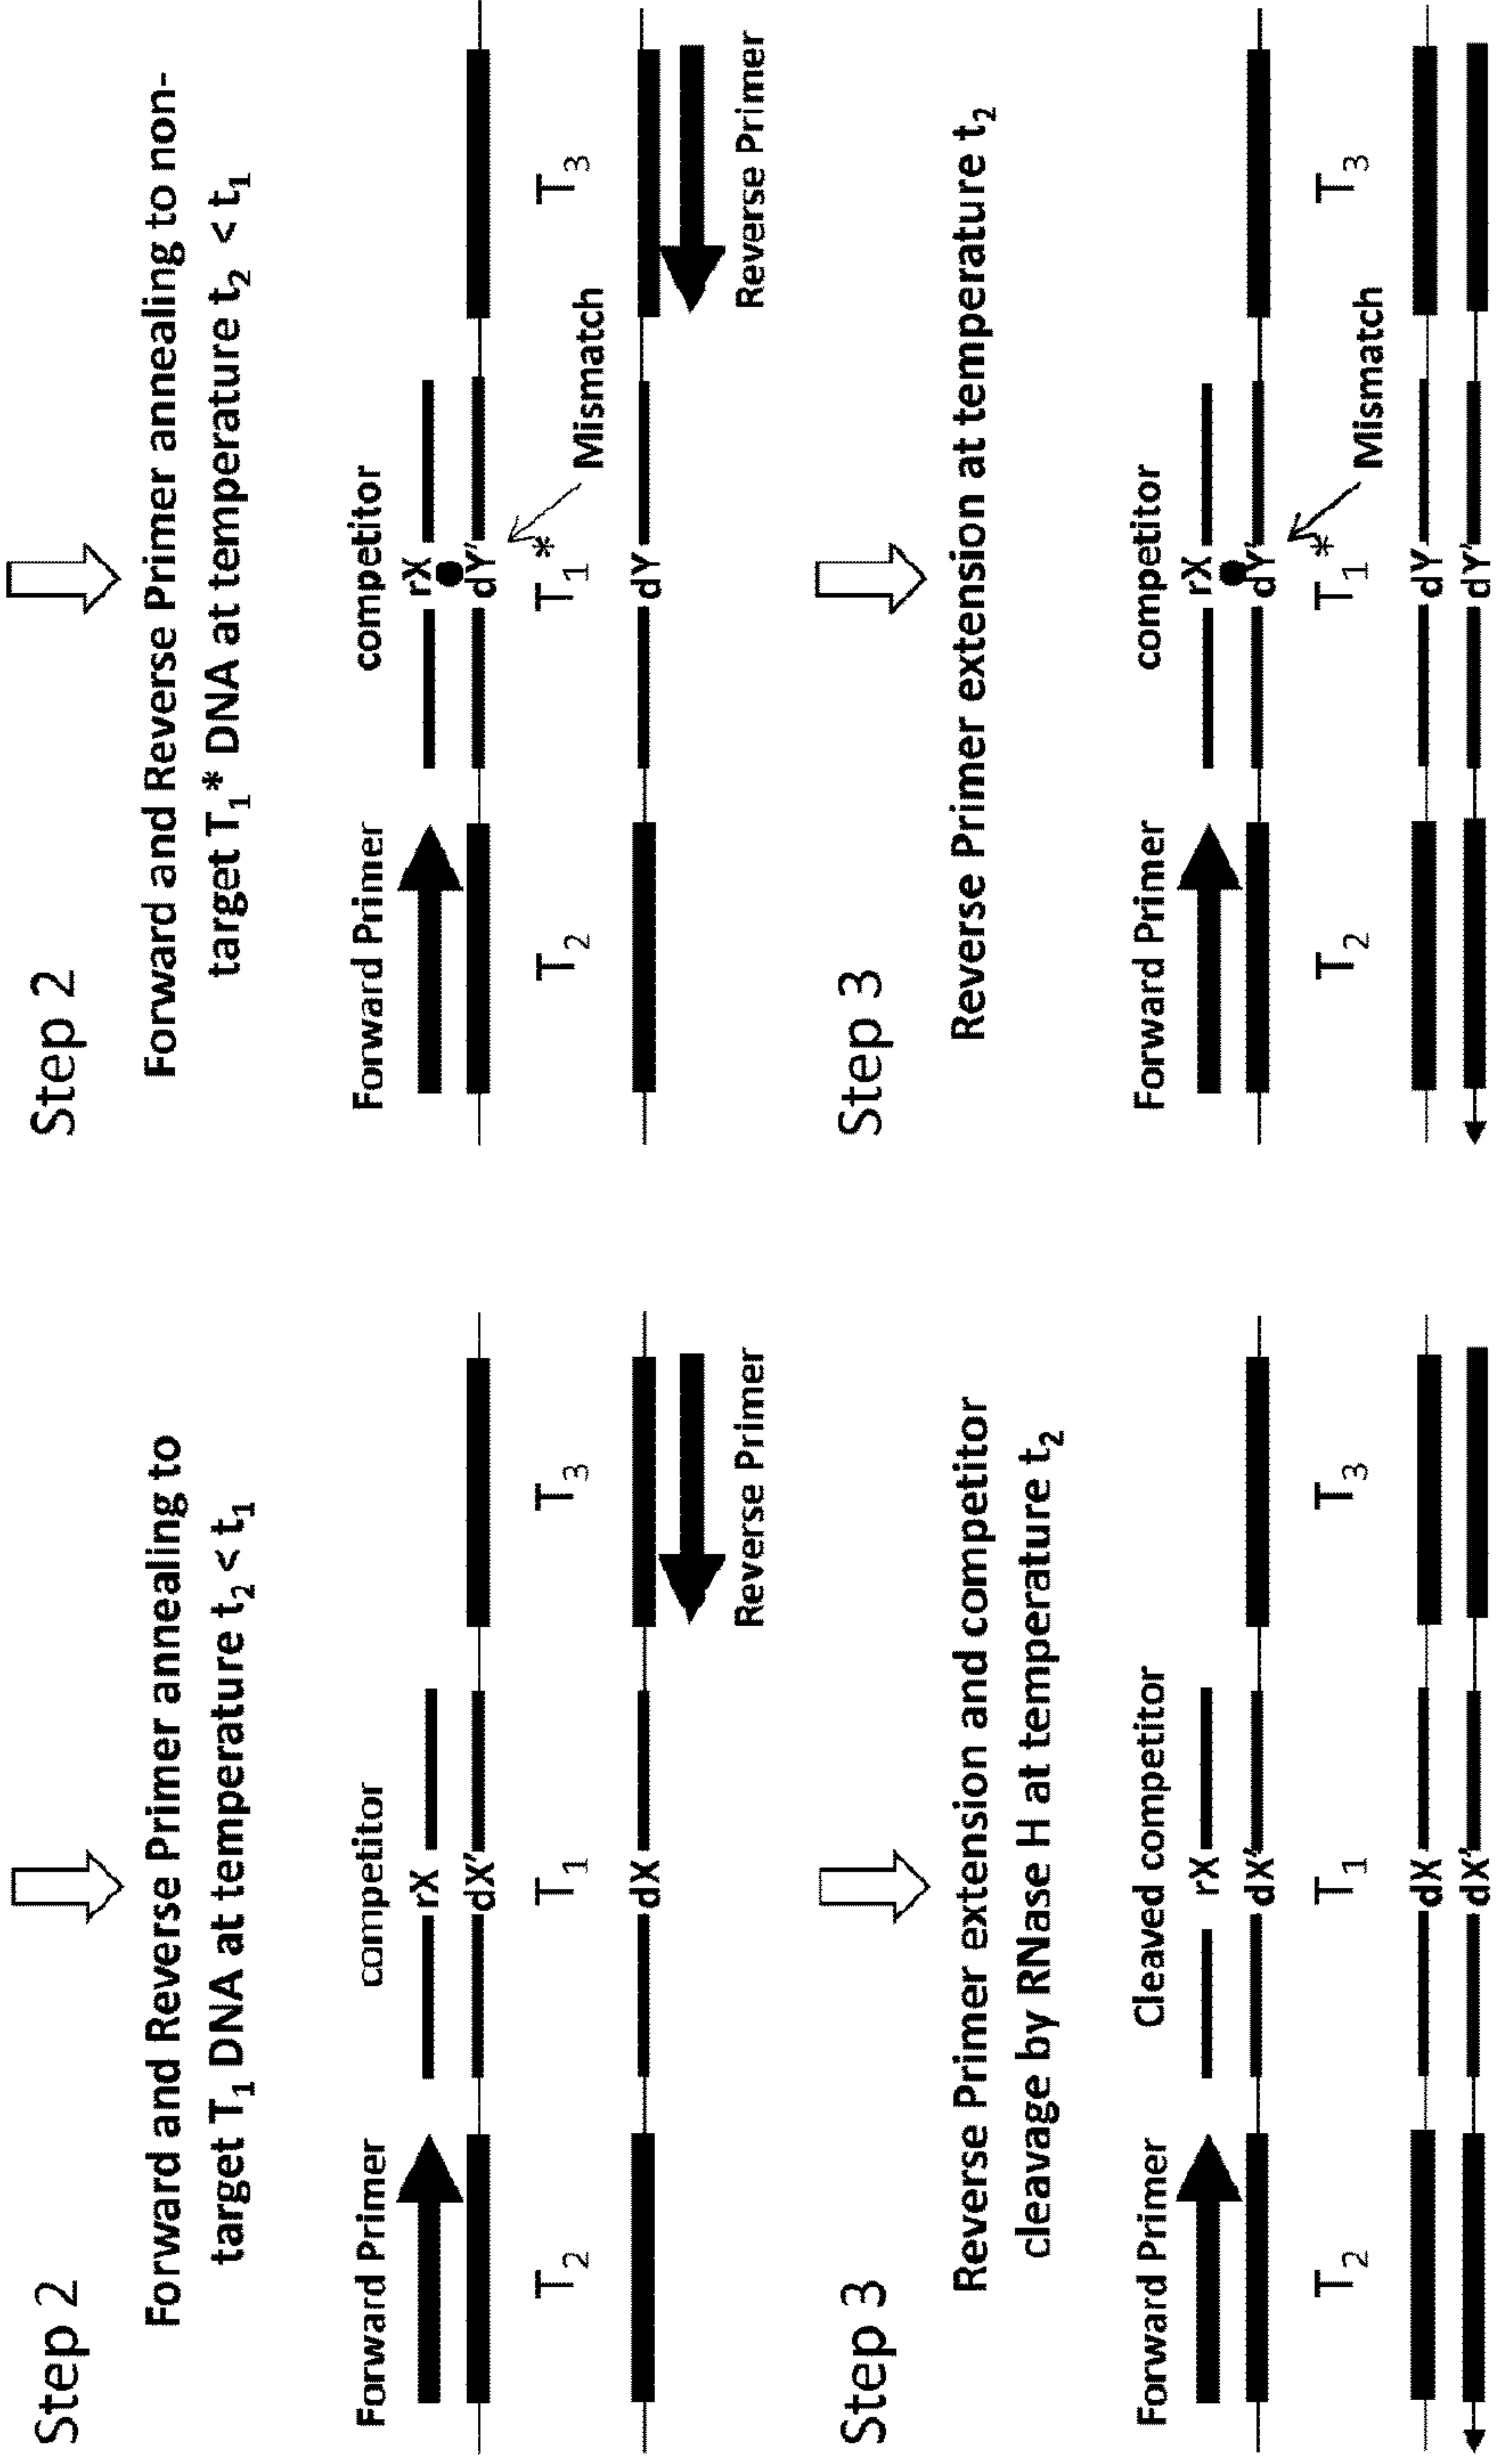 Step 2
Forward and Reverse Primer annealing to
target T₁ DNA at temperature t₂ < t₁
Forward Primer
competitor
rX
dX'
T₂
T₁
T₃
dX
Reverse Primer
Step 3
Reverse Primer extension and competitor
cleavage by RNase H at temperature t₂
Forward Primer
Cleaved competitor
rX
dX'
T₂
T₁
T₃
dX
dX'
Step 2
Forward and Reverse Primer annealing to non-
target T₁* DNA at temperature t₂ < t₁
Forward Primer
competitor
rX
dY'
T₂
T₁*
T₃
Mismatch
dY
Reverse Primer
Step 3
Reverse Primer extension at temperature t₂
Forward Primer
competitor
rX
dY'
T₂
T₁*
T₃
Mismatch
dY
dY'